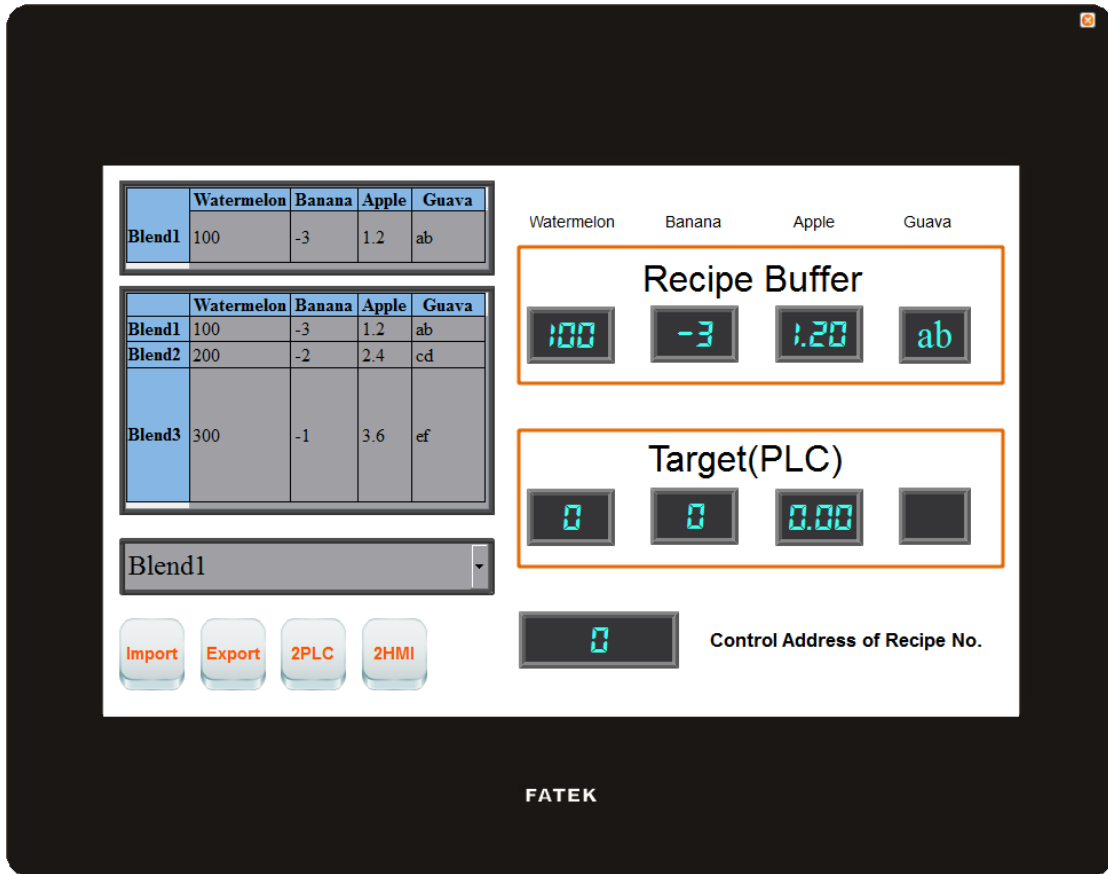 Watermelon Banana Apple Guava
Blend1 100 -3 1.2 ab
Watermelon Banana Apple Guava
Blend1 100 -3 1.2 ab
Blend2 200 -2 2.4 cd
Blend3 300 -1 3.6 ef
Blend1
Import Export 2PLC 2HMI
Watermelon Banana Apple Guava
Recipe Buffer
100 -3 1.20 ab
Target(PLC)
0 0 0.00
0 Control Address of Recipe No.
FATEK